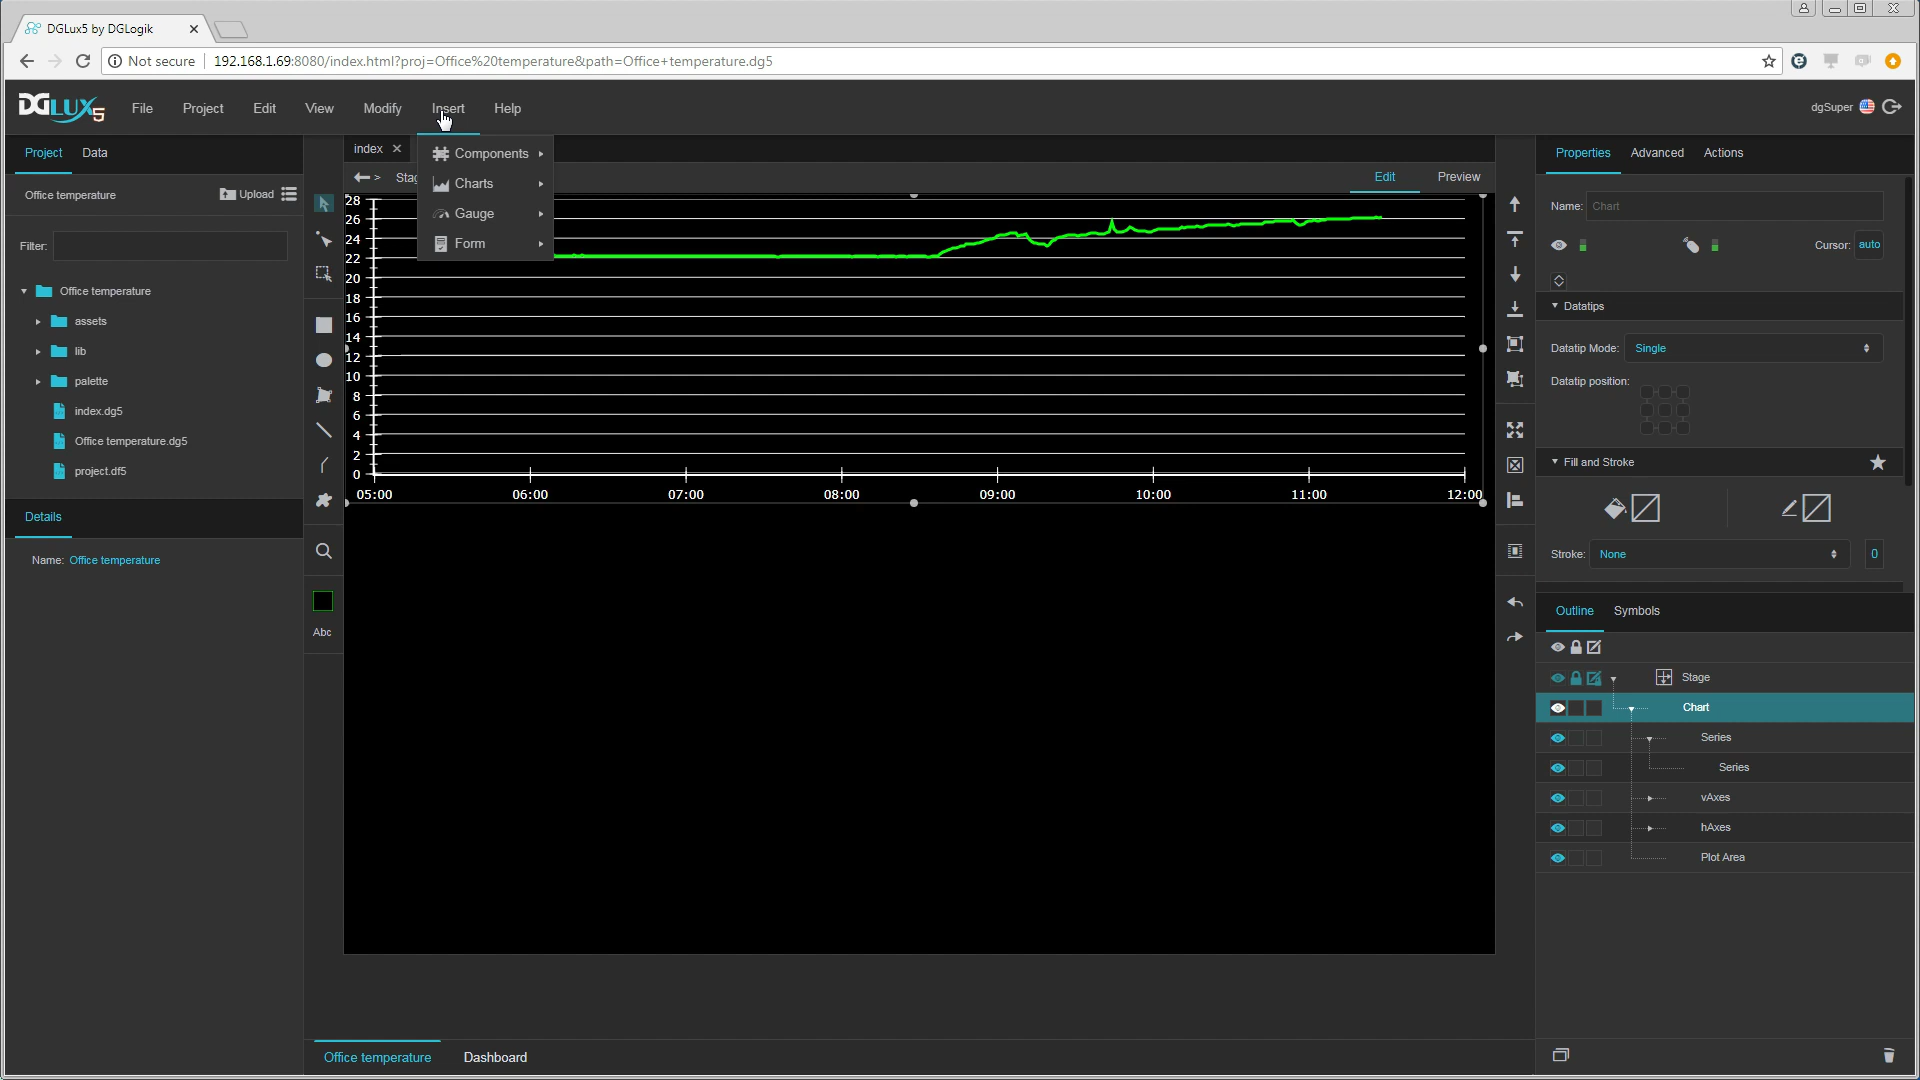 DGLux5 by DGLogik
Not secure
192.168.1.69:8080/index.html?proj=Office%20temperature&path=Office+temperature.dg5
DGLUX5
File
Project
Edit
View
Modify
Insert
Help
dgSuper
Project
Data
Office temperature
Upload
Filter:
Office temperature
assets
lib
palette
index.dg5
Office temperature.dg5
project.df5
Details
Name: Office temperature
Abc
index
Components
Charts
Gauge
Form
Edit
Preview
28
26
24
22
20
18
16
14
12
10
8
6
4
2
0
05:00
06:00
07:00
08:00
09:00
10:00
11:00
12:00
Office temperature
Dashboard
Properties
Advanced
Actions
Name: Chart
Cursor: auto
Datatips
Datatip Mode: Single
Datatip position:
Fill and Stroke
Stroke: None
0
Outline
Symbols
Stage
Chart
Series
Series
vAxes
hAxes
Plot Area